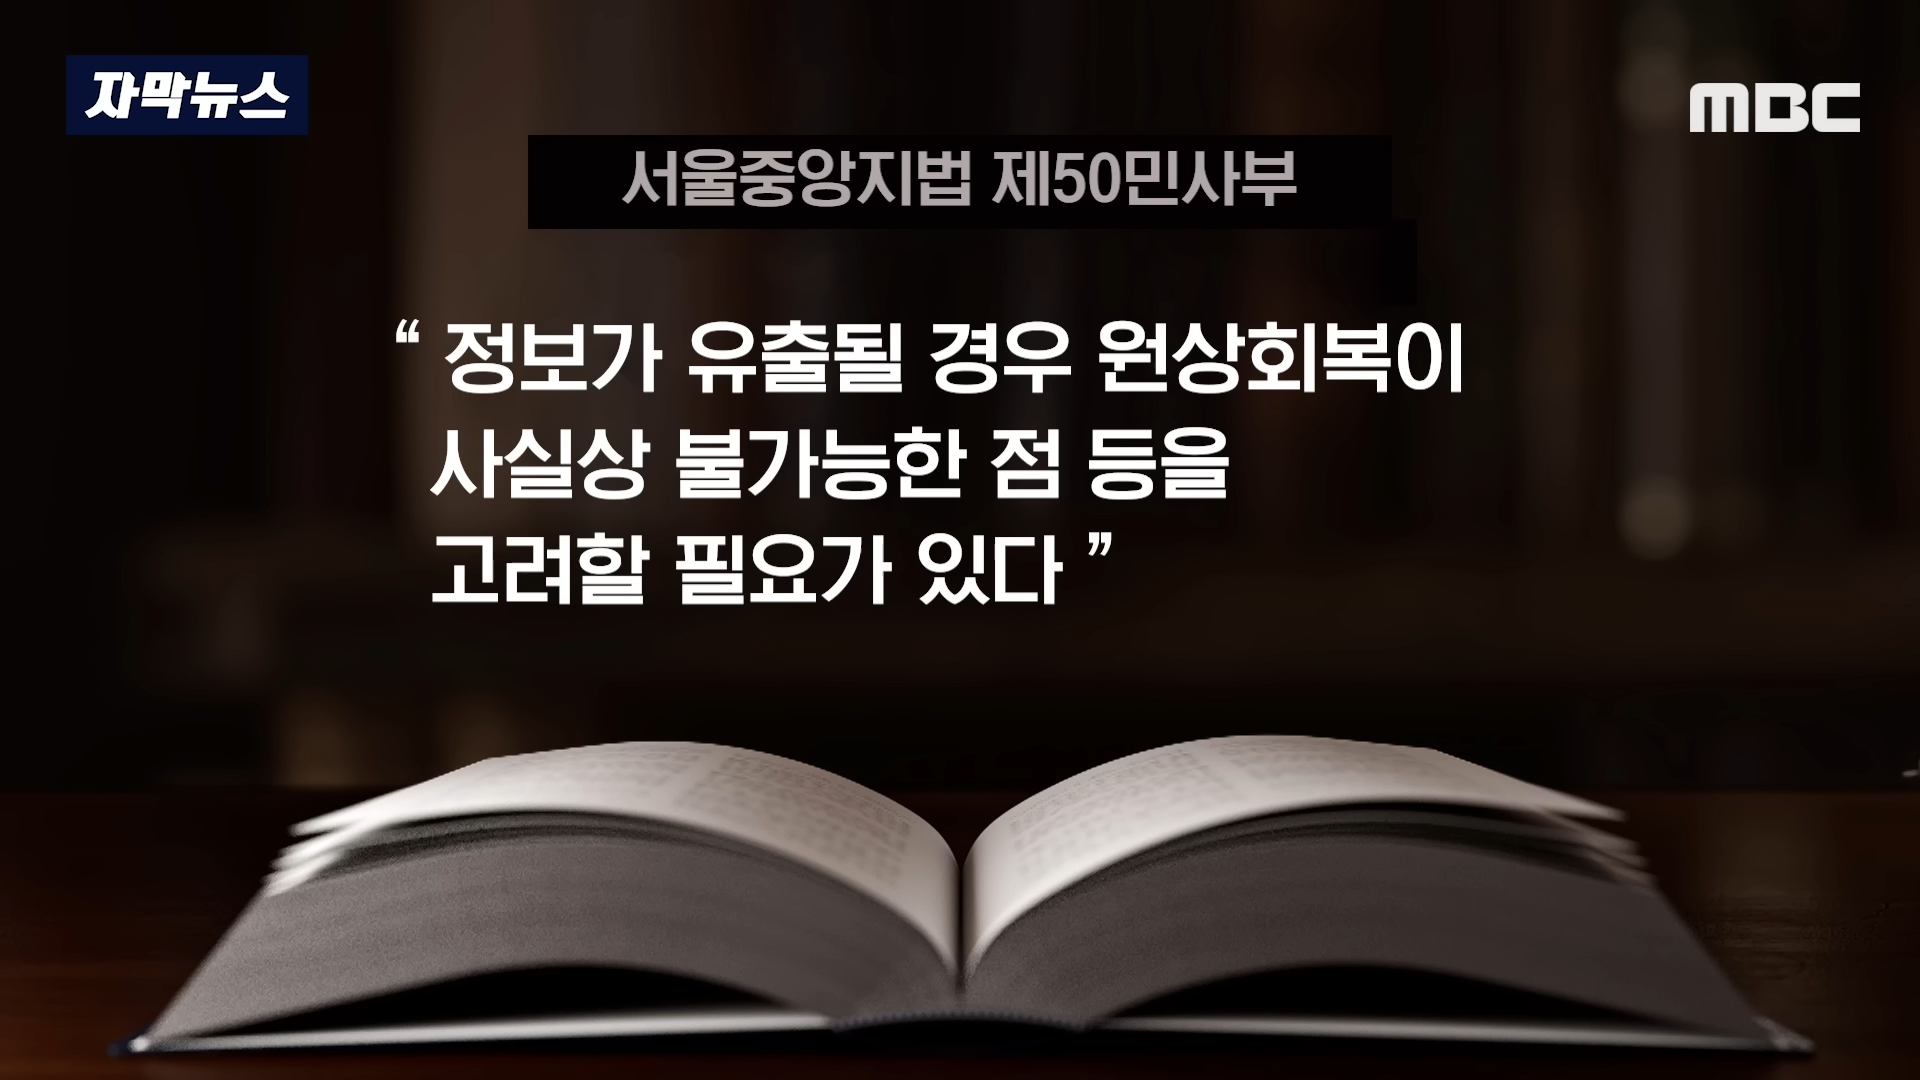 자막뉴스
MBC
서울중앙지법 제50민사부
“ 정보가 유출될 경우 원상회복이
사실상 불가능한 점 등을
고려할 필요가 있다 ”